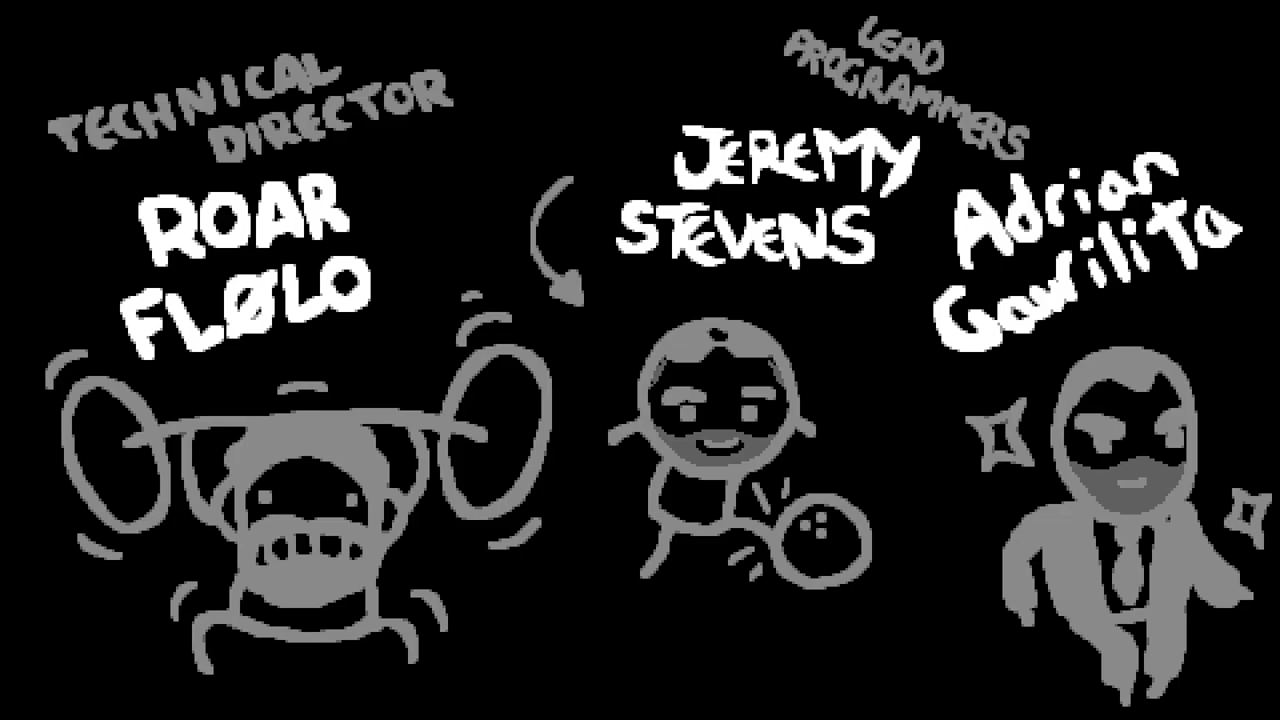 TECHNICAL
DIRECTOR
ROAR
FLØLO
LEAD
PROGRAMMERS
JEREMY
STEVENS
Adrian
Gavrilita